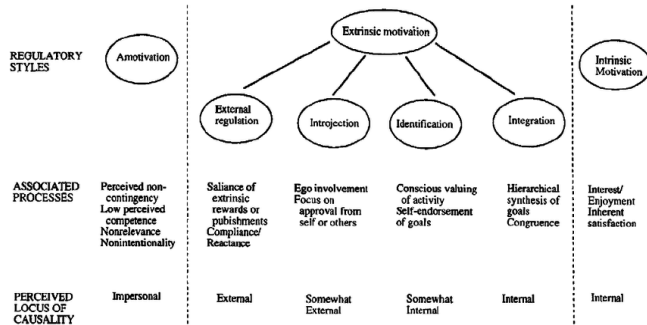 Extrinsic motivation
REGULATORY
STYLES
Amotivation
Intrinsic
Motivation
External
regulation
Introjection
Identification
Integration
ASSOCIATED
PROCESSES
Perceived non-
contingency
Low perceived
competence
Nonrelevance
Nonintentionality
Saliance of
extrinsic
rewards or
punishments
Compliance/
Reactance
Ego involvement
Focus on
approval from
self or others
Conscious valuing
of activity
Self-endorsement
of goals
Hierarchical
synthesis of
goals
Congruence
Interest/
Enjoyment
Inherent
satisfaction
PERCEIVED
LOCUS OF
CAUSALITY
Impersonal
External
Somewhat
External
Somewhat
Internal
Internal
Internal